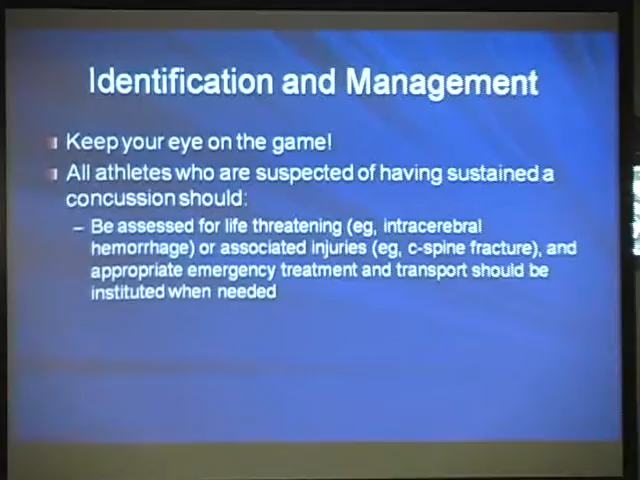 Identification and Management
Keep your eye on the game!
All athletes who are suspected of having sustained a
concussion should:
– Be assessed for life threatening (eg, intracerebral
hemorrhage) or associated injuries (eg, c-spine fracture), and
appropriate emergency treatment and transport should be
instituted when needed